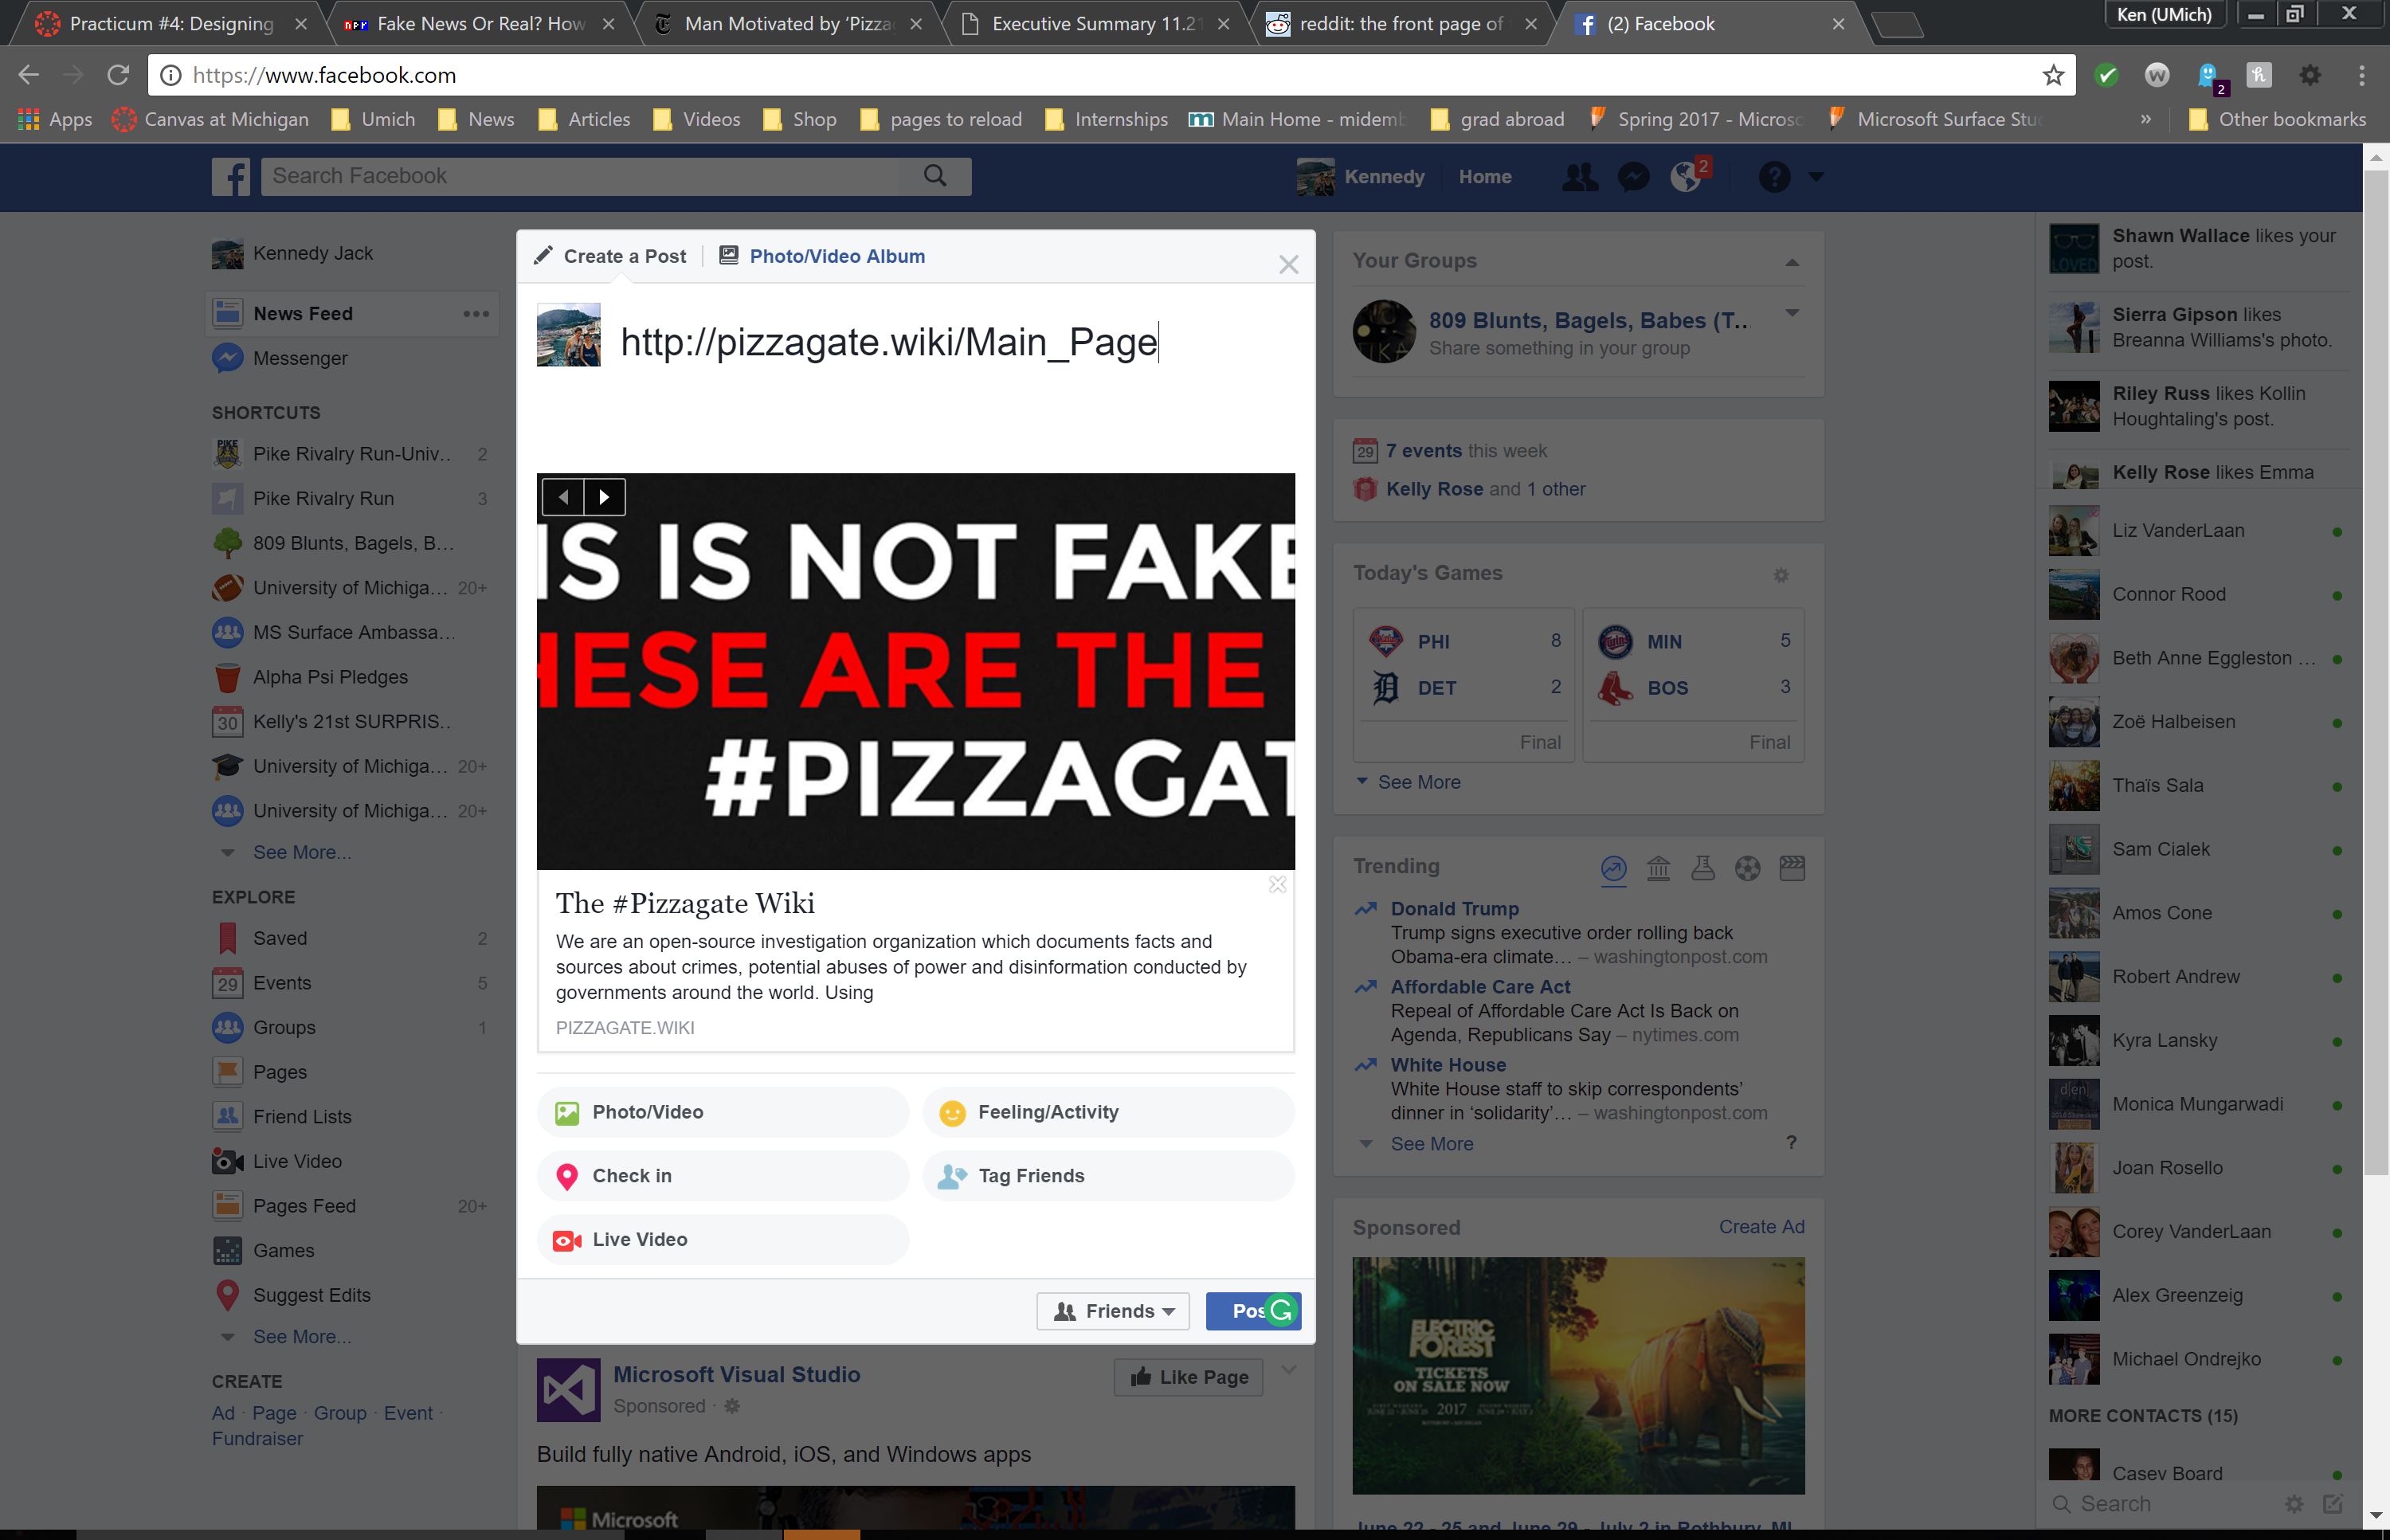 Practicum #4: Designing
Fake News Or Real? How
Man Motivated by ‘Pizza
Executive Summary 11.21
reddit: the front page of
(2) Facebook
Ken (UMich)
https://www.facebook.com
2
Apps
Canvas at Michigan
Umich
News
Articles
Videos
Shop
pages to reload
Internships
Main Home - midemb
grad abroad
Spring 2017 - Microso
Microsoft Surface Stu
»
Other bookmarks
Search Facebook
Kennedy
Home
2
Kennedy Jack
News Feed
Messenger
SHORTCUTS
Pike Rivalry Run-Univ.. 2
Pike Rivalry Run 3
809 Blunts, Bagels, B...
University of Michiga... 20+
MS Surface Ambassa...
Alpha Psi Pledges
30 Kelly's 21st SURPRIS..
University of Michiga... 20+
University of Michiga... 20+
See More...
EXPLORE
Saved 2
29 Events 5
Groups 1
Pages
Friend Lists
Live Video
Pages Feed 20+
Games
Suggest Edits
See More...
CREATE
Ad · Page · Group · Event ·
Fundraiser
Create a Post
Photo/Video Album
http://pizzagate.wiki/Main_Page
IS IS NOT FAKE
HESE ARE THE
#PIZZAGAT
The #Pizzagate Wiki
We are an open-source investigation organization which documents facts and
sources about crimes, potential abuses of power and disinformation conducted by
governments around the world. Using
PIZZAGATE.WIKI
Photo/Video
Feeling/Activity
Check in
Tag Friends
Live Video
Friends
Pos
Microsoft Visual Studio
Sponsored ·
Like Page
Build fully native Android, iOS, and Windows apps
Microsoft
Your Groups
809 Blunts, Bagels, Babes (T...
Share something in your group
29 7 events this week
Kelly Rose and 1 other
Today's Games
PHI 8
DET 2
Final
MIN 5
BOS 3
Final
See More
Trending
Donald Trump
Trump signs executive order rolling back
Obama-era climate… – washingtonpost.com
Affordable Care Act
Repeal of Affordable Care Act Is Back on
Agenda, Republicans Say – nytimes.com
White House
White House staff to skip correspondents’
dinner in ‘solidarity’… – washingtonpost.com
See More
?
Sponsored
Create Ad
ELECTRIC
FOREST
TICKETS
ON SALE NOW
2017
June 22 - 25 and June 29 - July 2 in Rothbury, MI
Shawn Wallace likes your
post.
Sierra Gipson likes
Breanna Williams's photo.
Riley Russ likes Kollin
Houghtaling's post.
Kelly Rose likes Emma
Liz VanderLaan
Connor Rood
Beth Anne Eggleston ...
Zoë Halbeisen
Thaïs Sala
Sam Cialek
Amos Cone
Robert Andrew
Kyra Lansky
Monica Mungarwadi
Joan Rosello
Corey VanderLaan
Alex Greenzeig
Michael Ondrejko
MORE CONTACTS (15)
Casey Board
Search